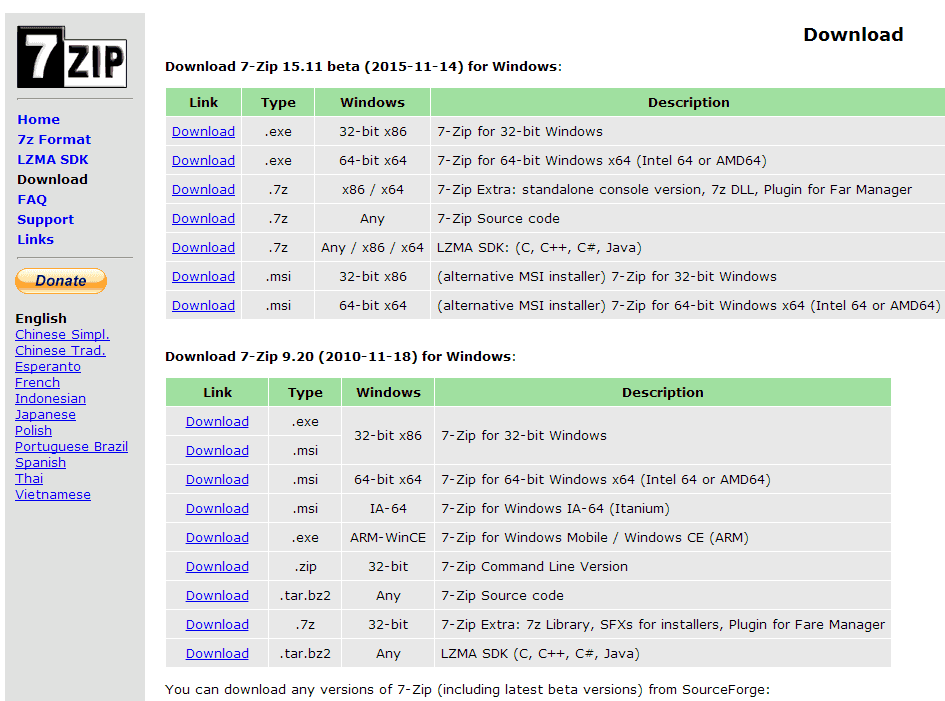 7ZIP
Home
7z Format
LZMA SDK
Download
FAQ
Support
Links
Donate
English
Chinese Simpl.
Chinese Trad.
Esperanto
French
Indonesian
Japanese
Polish
Portuguese Brazil
Spanish
Thai
Vietnamese
Download
Download 7-Zip 15.11 beta (2015-11-14) for Windows:
Link Type Windows Description
Download .exe 32-bit x86 7-Zip for 32-bit Windows
Download .exe 64-bit x64 7-Zip for 64-bit Windows x64 (Intel 64 or AMD64)
Download .7z x86 / x64 7-Zip Extra: standalone console version, 7z DLL, Plugin for Far Manager
Download .7z Any 7-Zip Source code
Download .7z Any / x86 / x64 LZMA SDK: (C, C++, C#, Java)
Download .msi 32-bit x86 (alternative MSI installer) 7-Zip for 32-bit Windows
Download .msi 64-bit x64 (alternative MSI installer) 7-Zip for 64-bit Windows x64 (Intel 64 or AMD64)
Download 7-Zip 9.20 (2010-11-18) for Windows:
Link Type Windows Description
Download .exe
32-bit x86 7-Zip for 32-bit Windows
Download .msi
Download .msi 64-bit x64 7-Zip for 64-bit Windows x64 (Intel 64 or AMD64)
Download .msi IA-64 7-Zip for Windows IA-64 (Itanium)
Download .exe ARM-WinCE 7-Zip for Windows Mobile / Windows CE (ARM)
Download .zip 32-bit 7-Zip Command Line Version
Download .tar.bz2 Any 7-Zip Source code
Download .7z 32-bit 7-Zip Extra: 7z Library, SFXs for installers, Plugin for Fare Manager
Download .tar.bz2 Any LZMA SDK (C, C++, C#, Java)
You can download any versions of 7-Zip (including latest beta versions) from SourceForge: